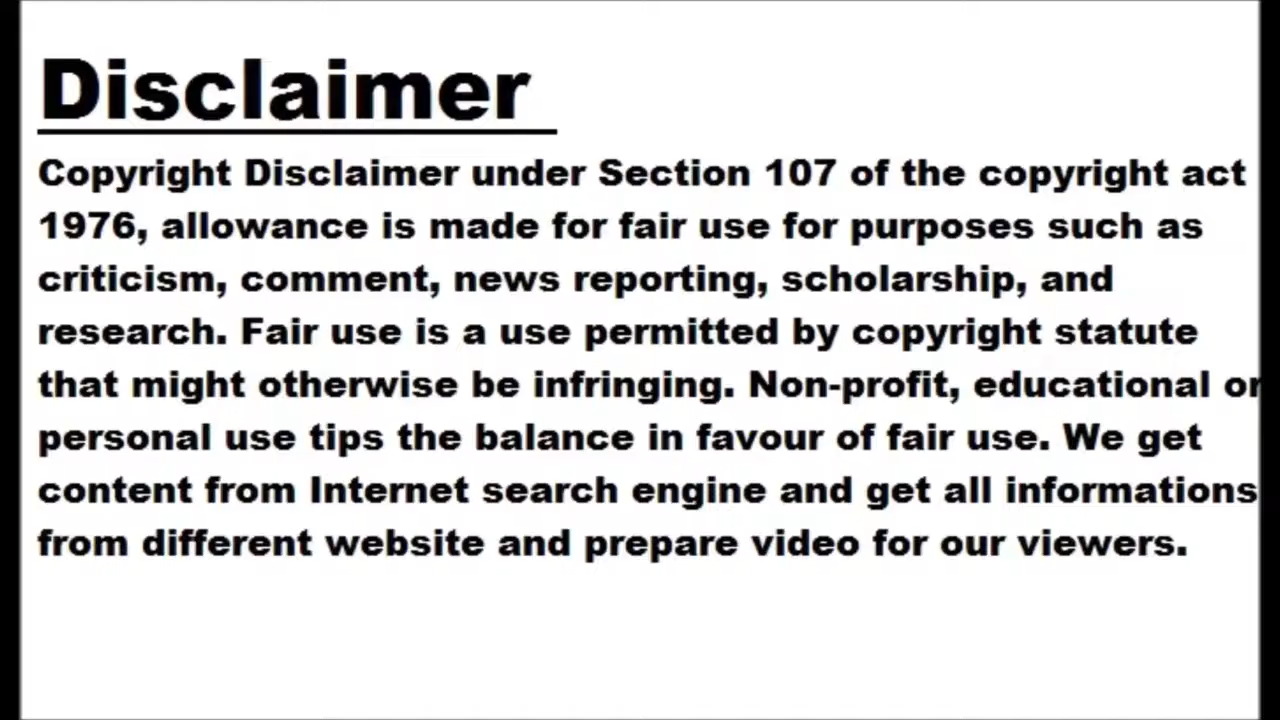 Disclaimer
Copyright Disclaimer under Section 107 of the copyright act
1976, allowance is made for fair use for purposes such as
criticism, comment, news reporting, scholarship, and
research. Fair use is a use permitted by copyright statute
that might otherwise be infringing. Non-profit, educational or
personal use tips the balance in favour of fair use. We get
content from Internet search engine and get all informations
from different website and prepare video for our viewers.